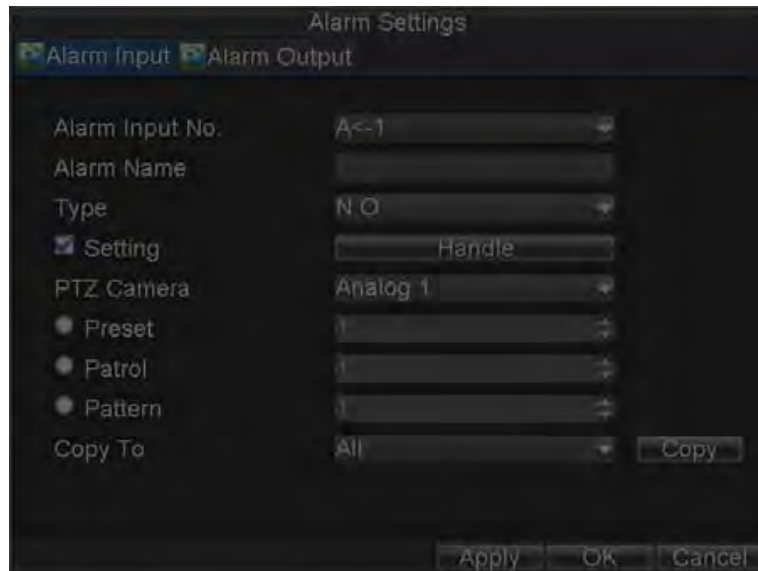 Alarm Settings
Alarm Input Alarm Output
Alarm Input No. A<-1
Alarm Name
Type N.O
Setting Handle
PTZ Camera Analog 1
Preset 1
Patrol 1
Pattern 1
Copy To All Copy
Apply OK Cancel